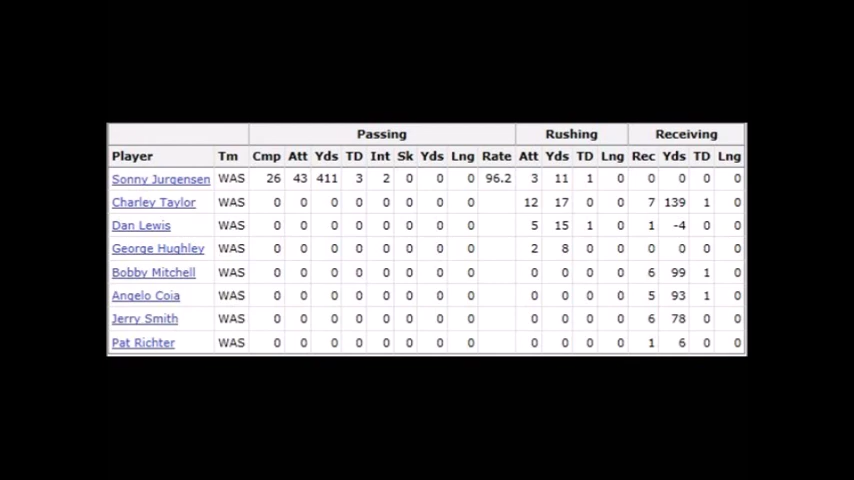 Passing Rushing Receiving
Player Tm Cmp Att Yds TD Int Sk Yds Lng Rate Att Yds TD Lng Rec Yds TD Lng
Sonny Jurgensen WAS 26 43 411 3 2 0 0 0 96.2 3 11 1 0 0 0 0 0
Charley Taylor WAS 0 0 0 0 0 0 0 0 12 17 0 0 7 139 1 0
Dan Lewis WAS 0 0 0 0 0 0 0 0 5 15 1 0 1 -4 0 0
George Hughley WAS 0 0 0 0 0 0 0 0 2 8 0 0 0 0 0 0
Bobby Mitchell WAS 0 0 0 0 0 0 0 0 0 0 0 0 6 99 1 0
Angelo Coia WAS 0 0 0 0 0 0 0 0 0 0 0 0 5 93 1 0
Jerry Smith WAS 0 0 0 0 0 0 0 0 0 0 0 0 6 78 0 0
Pat Richter WAS 0 0 0 0 0 0 0 0 0 0 0 0 1 6 0 0